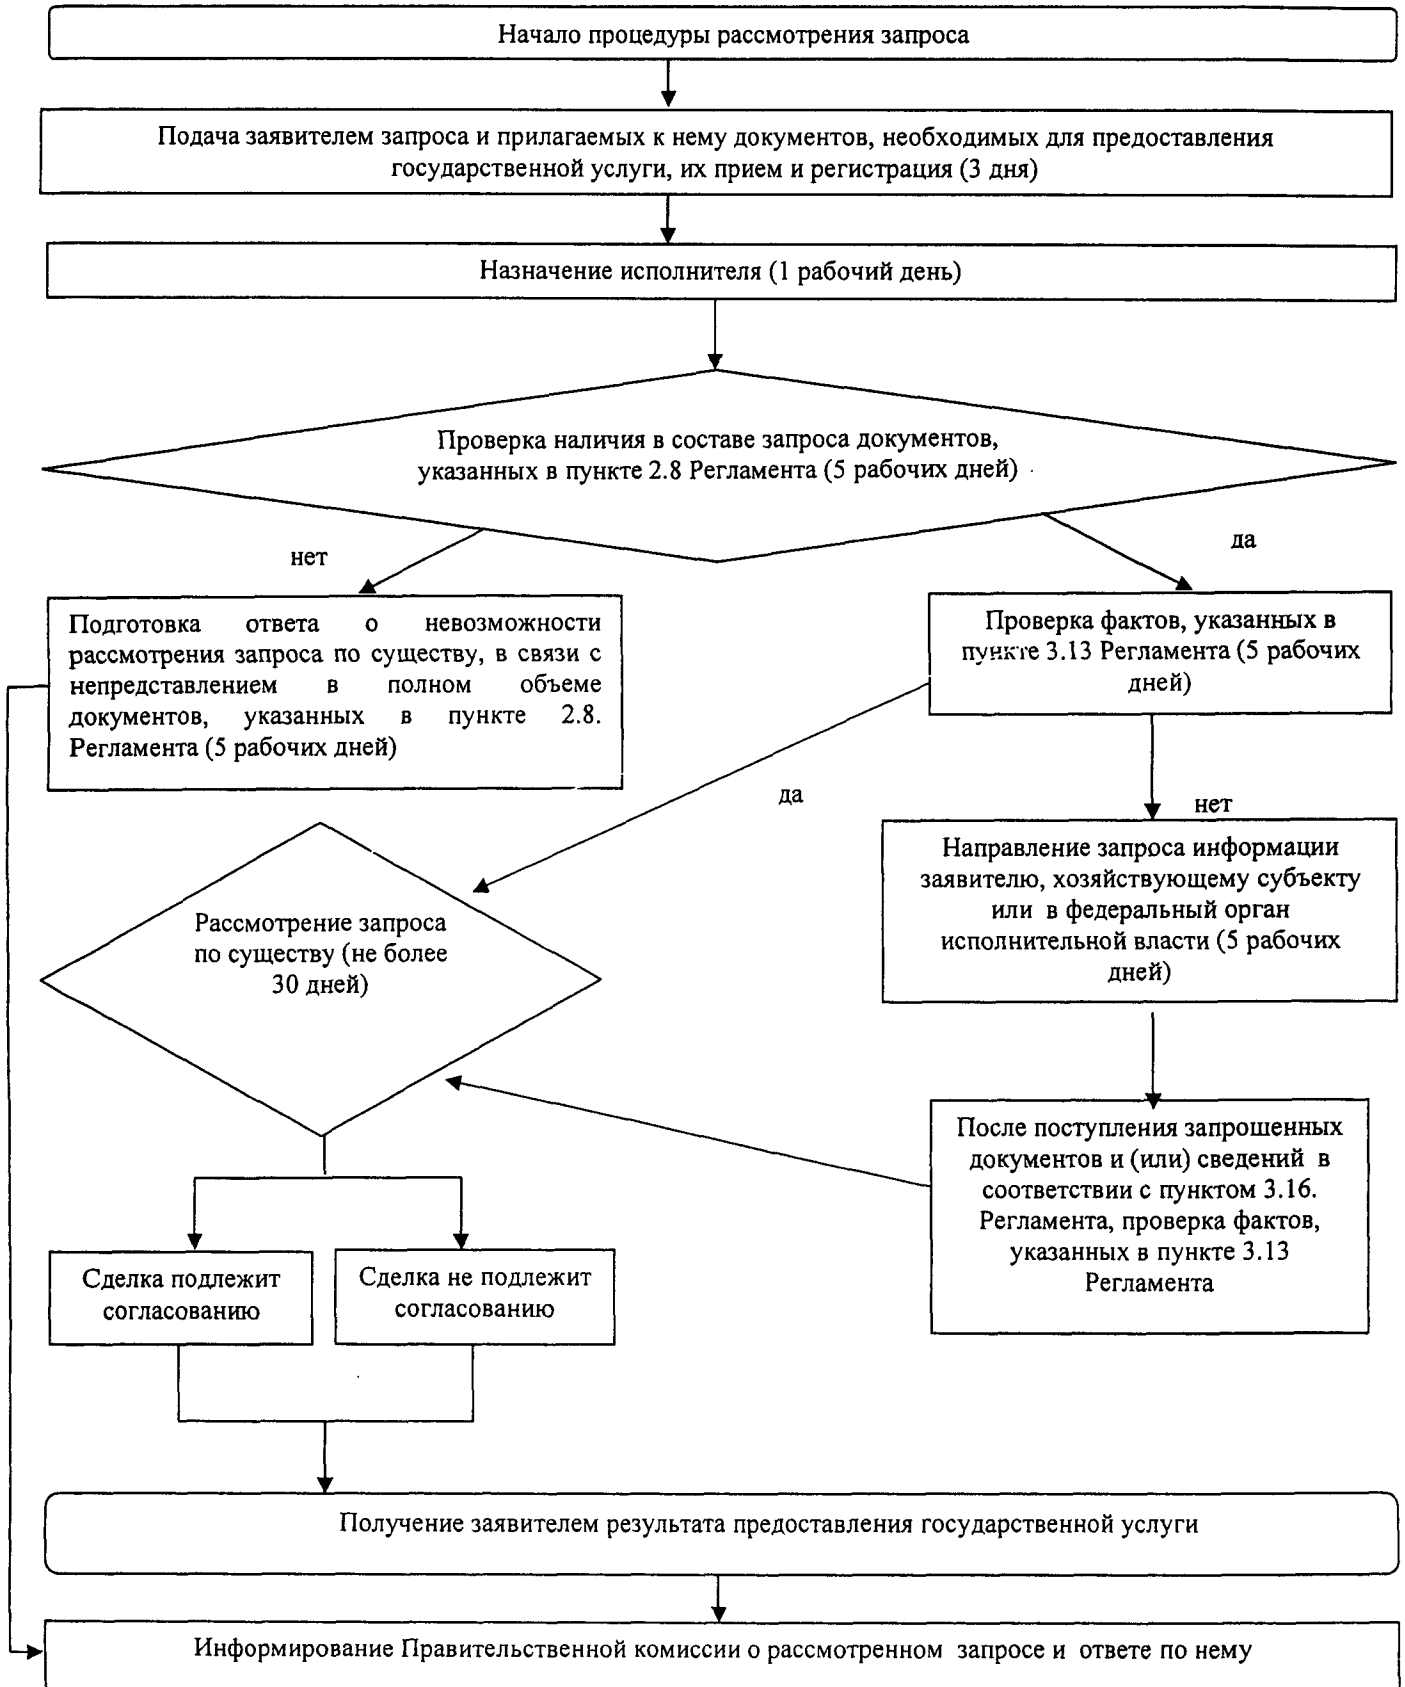 Начало процедуры рассмотрения запроса
Подача заявителем запроса и прилагаемых к нему документов, необходимых для предоставления
государственной услуги, их прием и регистрация (3 дня)
Назначение исполнителя (1 рабочий день)
Проверка наличия в составе запроса документов,
указанных в пункте 2.8 Регламента (5 рабочих дней)
нет
да
Подготовка ответа о невозможности
рассмотрения запроса по существу, в связи с
непредставлением в полном объеме
документов, указанных в пункте 2.8.
Регламента (5 рабочих дней)
Проверка фактов, указанных в
пункте 3.13 Регламента (5 рабочих
дней)
да
нет
Направление запроса информации
заявителю, хозяйствующему субъекту
или в федеральный орган
исполнительной власти (5 рабочих
дней)
Рассмотрение запроса
по существу (не более
30 дней)
После поступления запрошенных
документов и (или) сведений в
соответствии с пунктом 3.16.
Регламента, проверка фактов,
указанных в пункте 3.13
Регламента
Сделка подлежит
согласованию
Сделка не подлежит
согласованию
Получение заявителем результата предоставления государственной услуги
Информирование Правительственной комиссии о рассмотренном запросе и ответе по нему